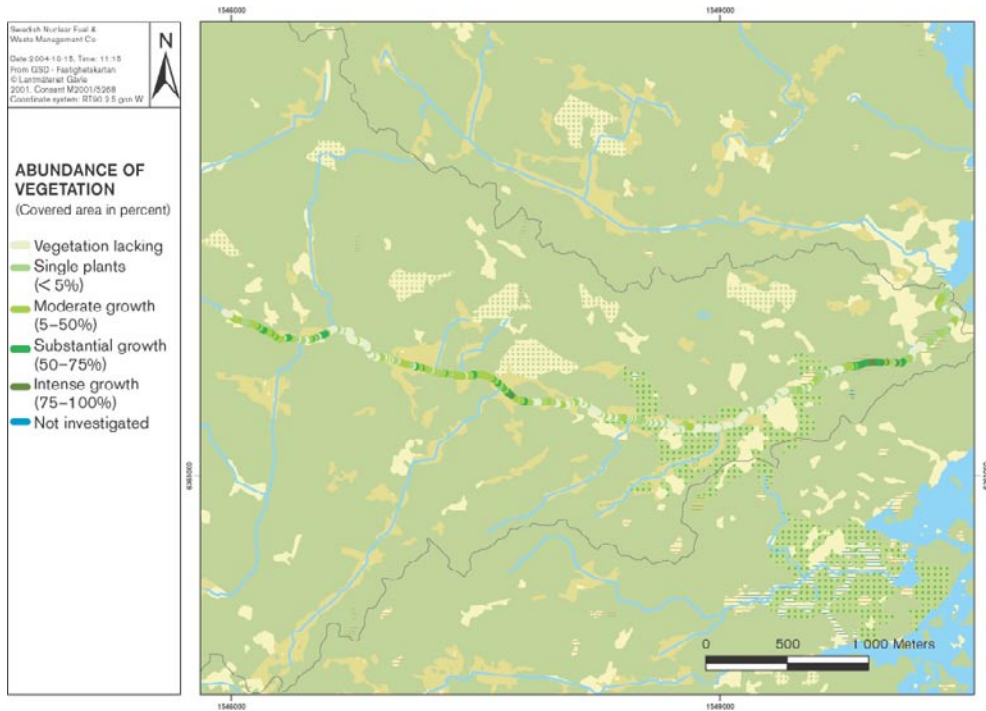 Swedish Nuclear Fuel &
Waste Management Co
Date: 2004-10-15, Time: 11:15
From GSD - Fastighetskartan
© Lantmäteriet Gävle
2001. Consent M2001/5268
Coordinate system: RT90 2.5 gon W
N
ABUNDANCE OF
VEGETATION
(Covered area in percent)
Vegetation lacking
Single plants
(< 5%)
Moderate growth
(5–50%)
Substantial growth
(50–75%)
Intense growth
(75–100%)
Not investigated
1546000
1549000
0 500 1 000 Meters
1546000
1549000